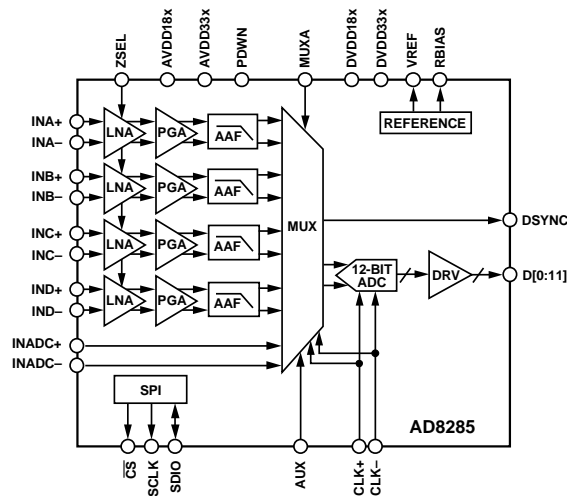 ZSEL
AVDD18x
AVDD33x
PDWN
MUXA
DVDD18x
DVDD33x
VREF
RBIAS
REFERENCE
INA+
INA–
LNA
PGA
AAF
INB+
INB–
LNA
PGA
AAF
INC+
INC–
LNA
PGA
AAF
IND+
IND–
LNA
PGA
AAF
MUX
DSYNC
12-BIT
ADC
DRV
D[0:11]
INADC+
INADC–
SPI
AD8285
CS
SCLK
SDIO
AUX
CLK+
CLK–